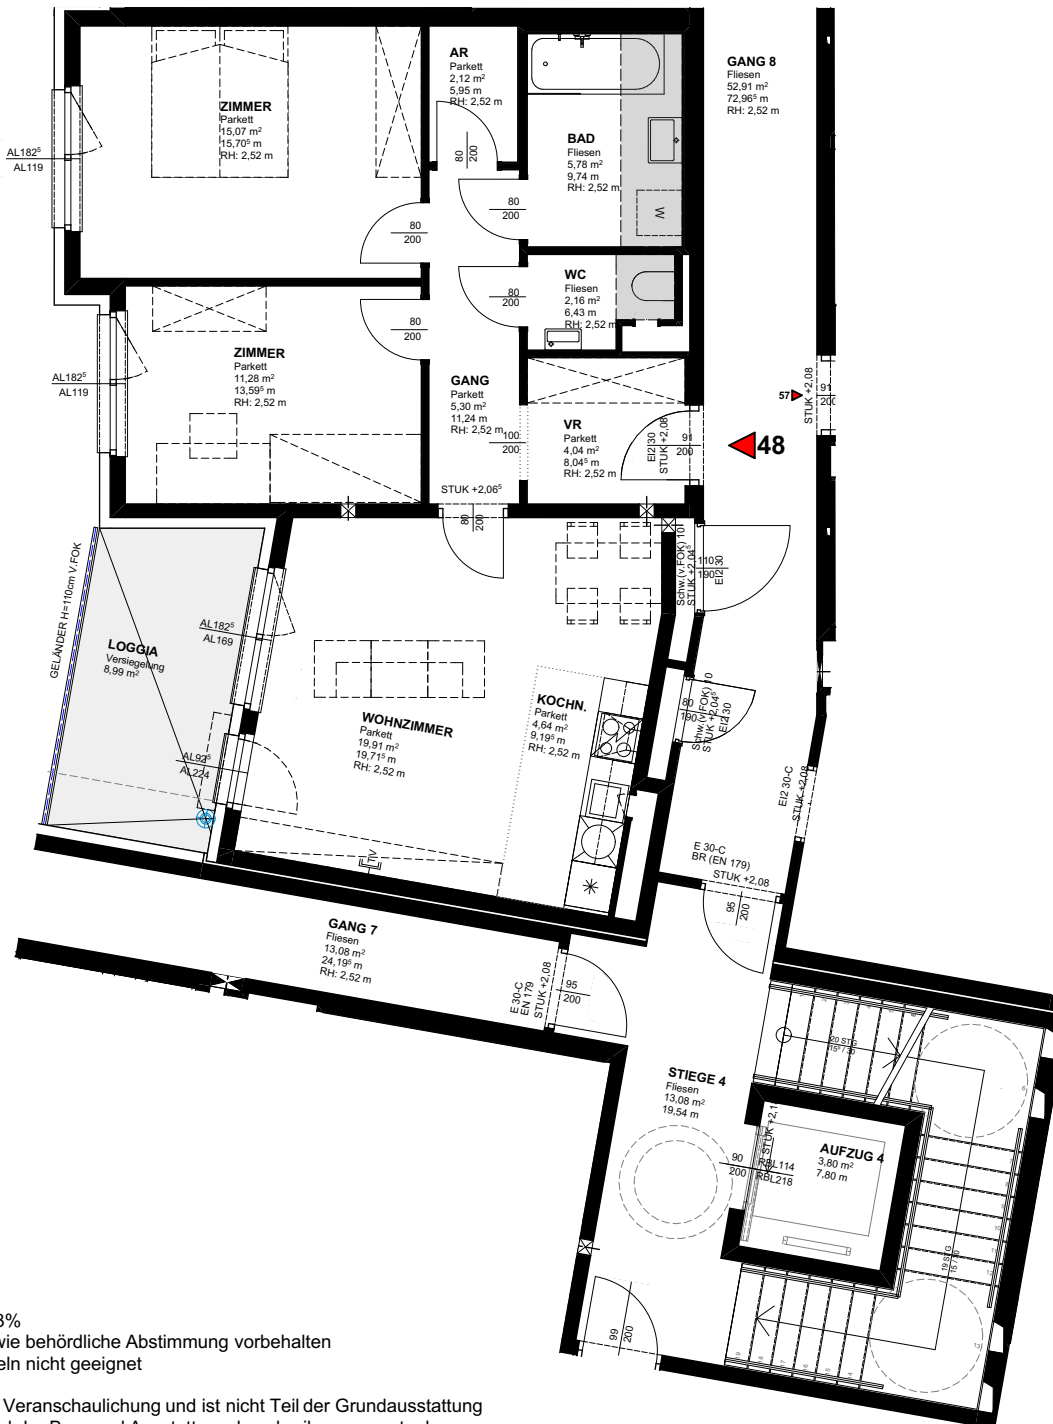 ZIMMER
Parkett
15,07 m²
15,70⁵ m
RH: 2,52 m
AR
Parkett
2,12 m²
5,95 m
RH: 2,52 m
80
200
BAD
Fliesen
5,78 m²
9,74 m
RH: 2,52 m
W
GANG 8
Fliesen
52,91 m²
72,96⁵ m
RH: 2,52 m
AL182⁵
AL119
80
200
80
200
80
200
WC
Fliesen
2,16 m²
6,43 m
RH: 2,52 m
80
200
ZIMMER
Parkett
11,28 m²
13,59⁵ m
RH: 2,52 m
AL182⁵
AL119
GANG
Parkett
5,30 m²
11,24 m
RH: 2,52 m
100
200
VR
Parkett
4,04 m²
8,04⁵ m
RH: 2,52 m
EI2 30
STUK +2,08
91
200
48
57
STUK +2,08
91
200
STUK +2,06⁵
80
200
Schw.(v.FOK) 10
STUK +2,04⁵
110
190
EI2 30
GELÄNDER H=110cm V.FOK
LOGGIA
Versiegelung
8,99 m²
AL182⁵
AL169
AL92⁵
AL224
WOHNZIMMER
Parkett
19,91 m²
19,71⁵ m
RH: 2,52 m
KOCHN.
Parkett
4,64 m²
9,19⁵ m
RH: 2,52 m
80
190
Schw.(v.FOK) 10
STUK +2,04⁵
EI2 30
EI2 30-C
STUK +2,08
TV
E 30-C
BR (EN 179)
STUK +2,08
95
200
GANG 7
Fliesen
13,08 m²
24,19⁵ m
RH: 2,52 m
E 30-C
EN 179
STUK +2,08
95
200
20 STG
15⁵/30
STIEGE 4
Fliesen
13,08 m²
19,54 m
90
200
RBL114
RBL218
AUFZUG 4
3,80 m²
7,80 m
19 STG
99
200
3%
wie behördliche Abstimmung vorbehalten
eln nicht geeignet
Veranschaulichung und ist nicht Teil der Grundausstattung